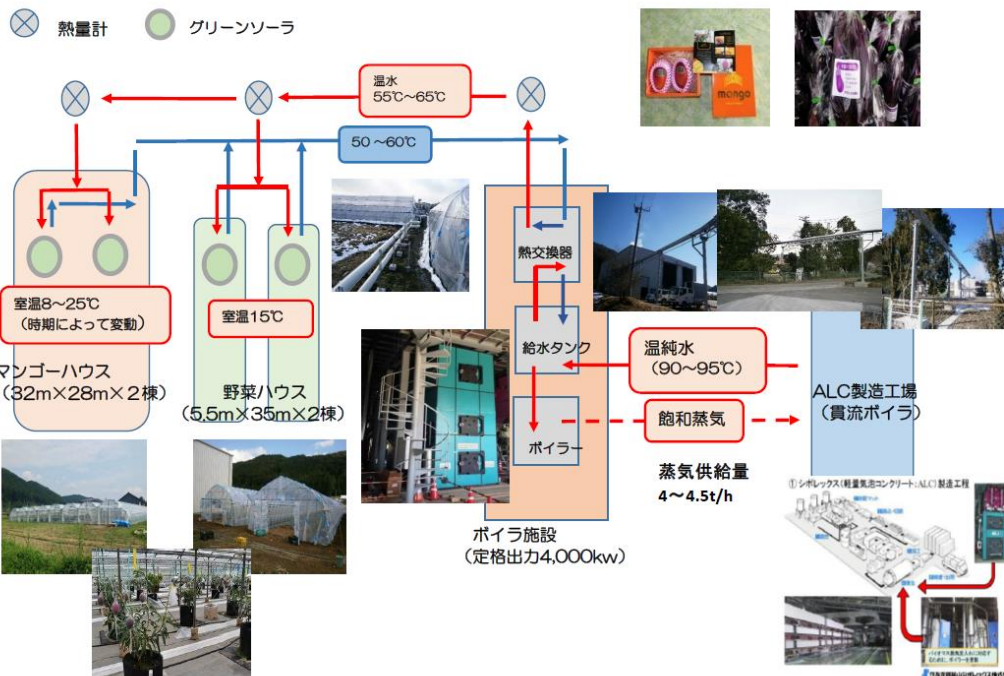 熱量計
グリーンソーラ
温水
55℃~65℃
50~60℃
mango
熱交換器
室温8~25℃
(時期によって変動)
室温15℃
給水タンク
温純水
(90~95℃)
マンゴーハウス
(32m×28m×2棟)
野菜ハウス
(5.5m×35m×2棟)
ALC製造工場
(貫流ボイラ)
飽和蒸気
ボイラー
蒸気供給量
4~4.5t/h
ボイラ施設
(定格出力4,000kw)
①シポレックス(軽量気泡コンクリート:ALC)製造工程